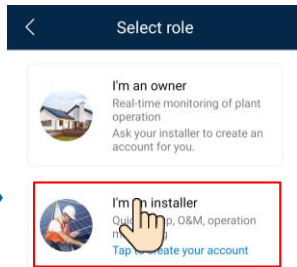 Select role
I'm an owner
Real-time monitoring of plant
operation
Ask your installer to create an
account for you.
I'm an installer
O&M, operation
Tap to create your account